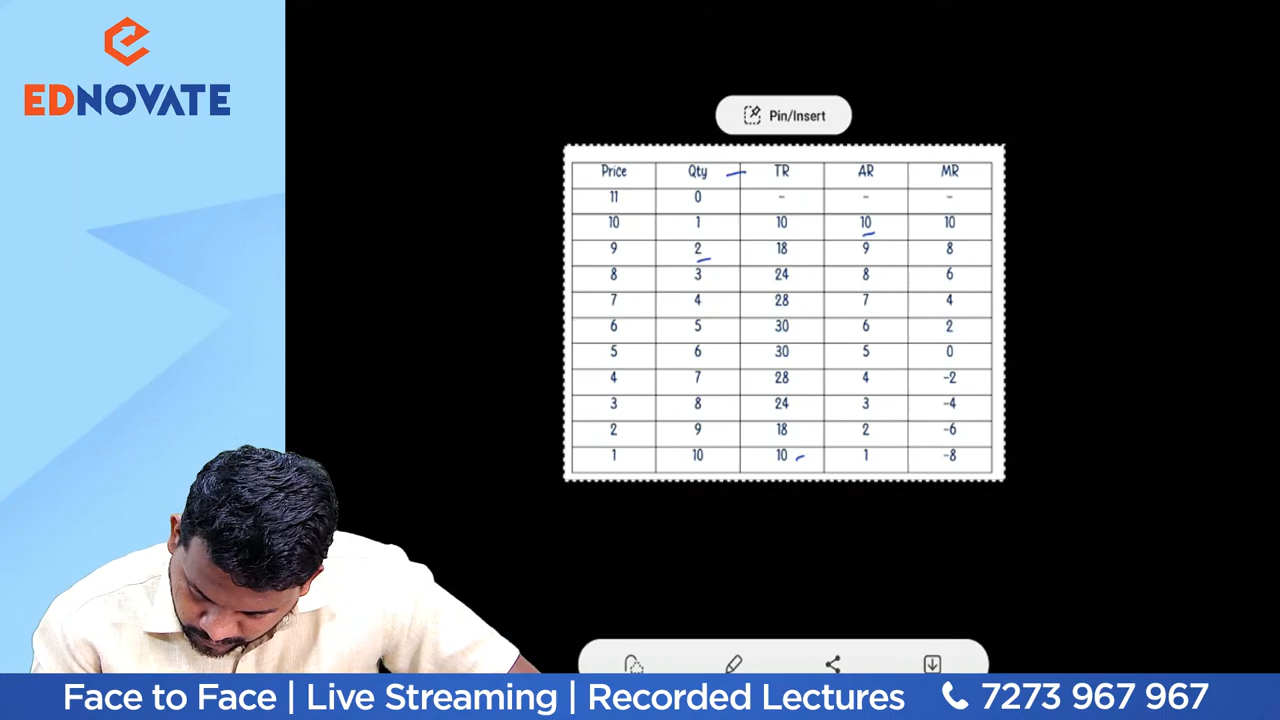 EDNOVATE
Pin/Insert
Price Qty TR AR MR
11 0 - - -
10 1 10 10 10
9 2 18 9 8
8 3 24 8 6
7 4 28 7 4
6 5 30 6 2
5 6 30 5 0
4 7 28 4 -2
3 8 24 3 -4
2 9 18 2 -6
1 10 10 1 -8
Face to Face | Live Streaming | Recorded Lectures 7273 967 967